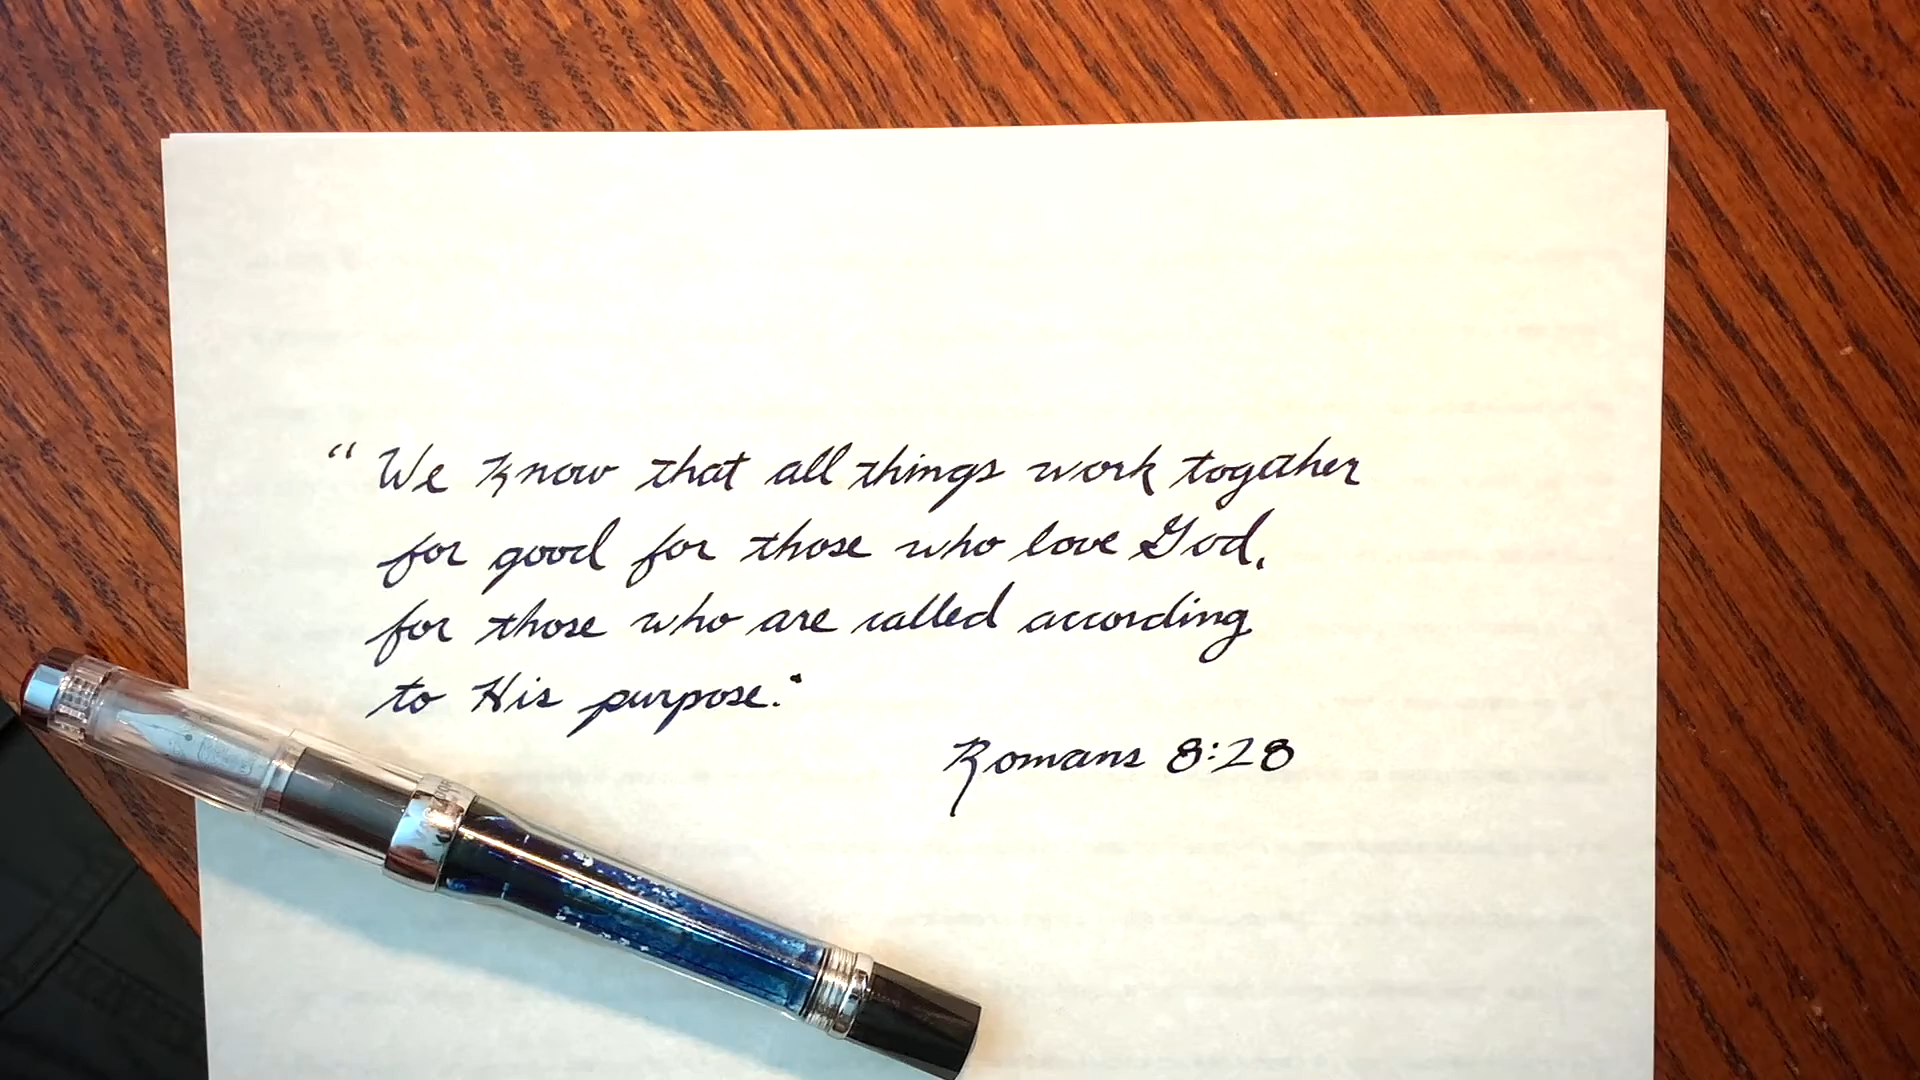 “We know that all things work together
for good for those who love God,
for those who are called according
to His purpose."
Romans 8:28